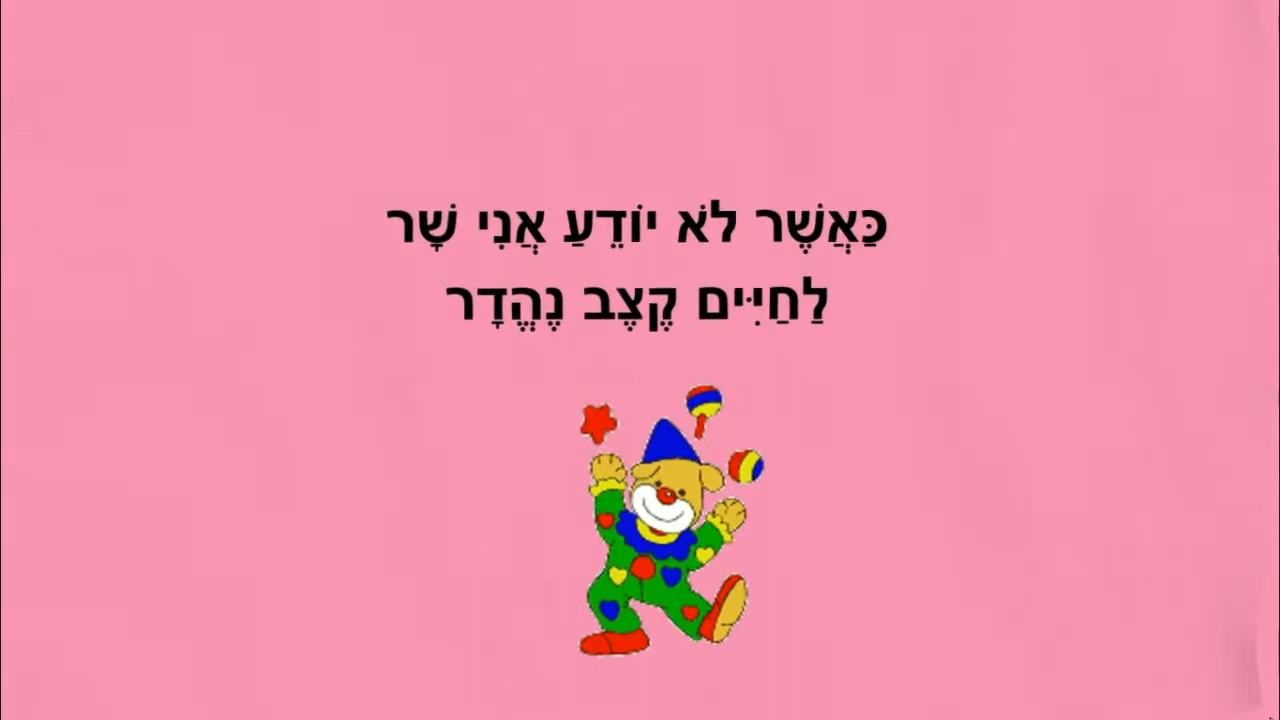 כַּאֲשֶׁר לֹא יוֹדֵעַ אֲנִי שָׁר
לַחַיִּים קֶצֶב נֶהֱדָר